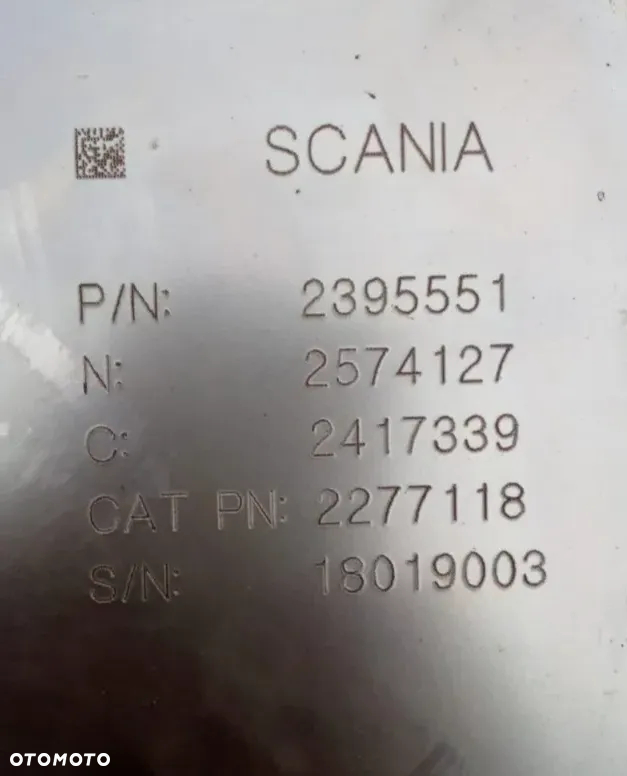 SCANIA
P/N: 2395551
N: 2574127
C: 2417339
CAT PN: 2277118
S/N: 18019003
OTOMOTO